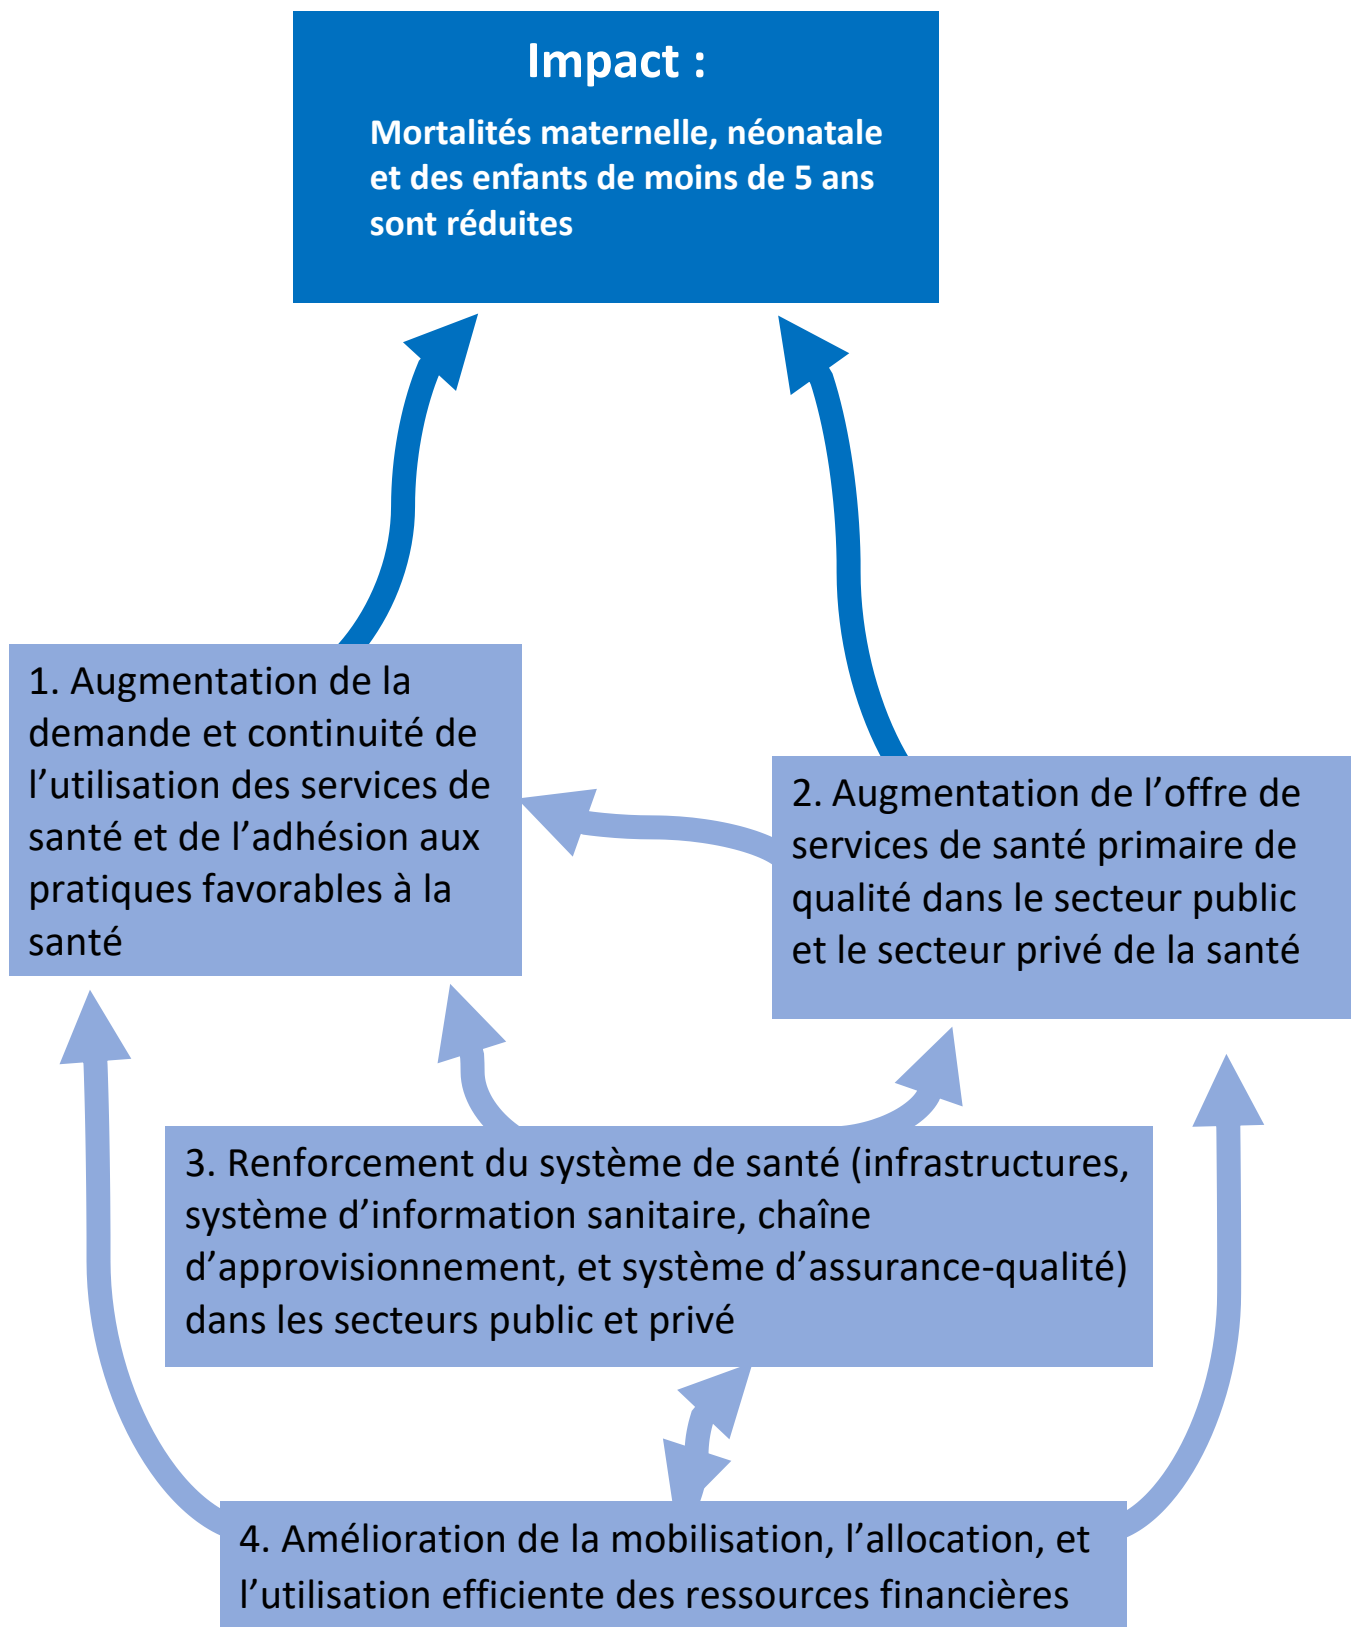 Impact :
Mortalités maternelle, néonatale
et des enfants de moins de 5 ans
sont réduites
1. Augmentation de la
demande et continuité de
l’utilisation des services de
santé et de l’adhésion aux
pratiques favorables à la
santé
2. Augmentation de l’offre de
services de santé primaire de
qualité dans le secteur public
et le secteur privé de la santé
3. Renforcement du système de santé (infrastructures,
système d’information sanitaire, chaîne
d’approvisionnement, et système d’assurance-qualité)
dans les secteurs public et privé
4. Amélioration de la mobilisation, l’allocation, et
l’utilisation efficiente des ressources financières